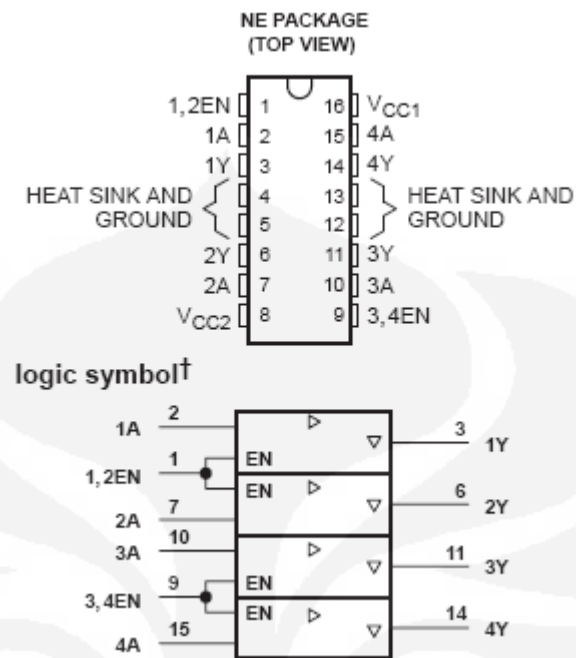 NE PACKAGE
(TOP VIEW)
1,2EN 1 16 VCC1
1A 2 15 4A
1Y 3 14 4Y
HEAT SINK AND 4 13 HEAT SINK AND
GROUND 5 12 GROUND
2Y 6 11 3Y
2A 7 10 3A
VCC2 8 9 3,4EN
logic symbol†
1A 2 3 1Y
1,2EN 1 EN
EN 6 2Y
2A 7
3A 10 11 3Y
3,4EN 9 EN
EN 14 4Y
4A 15